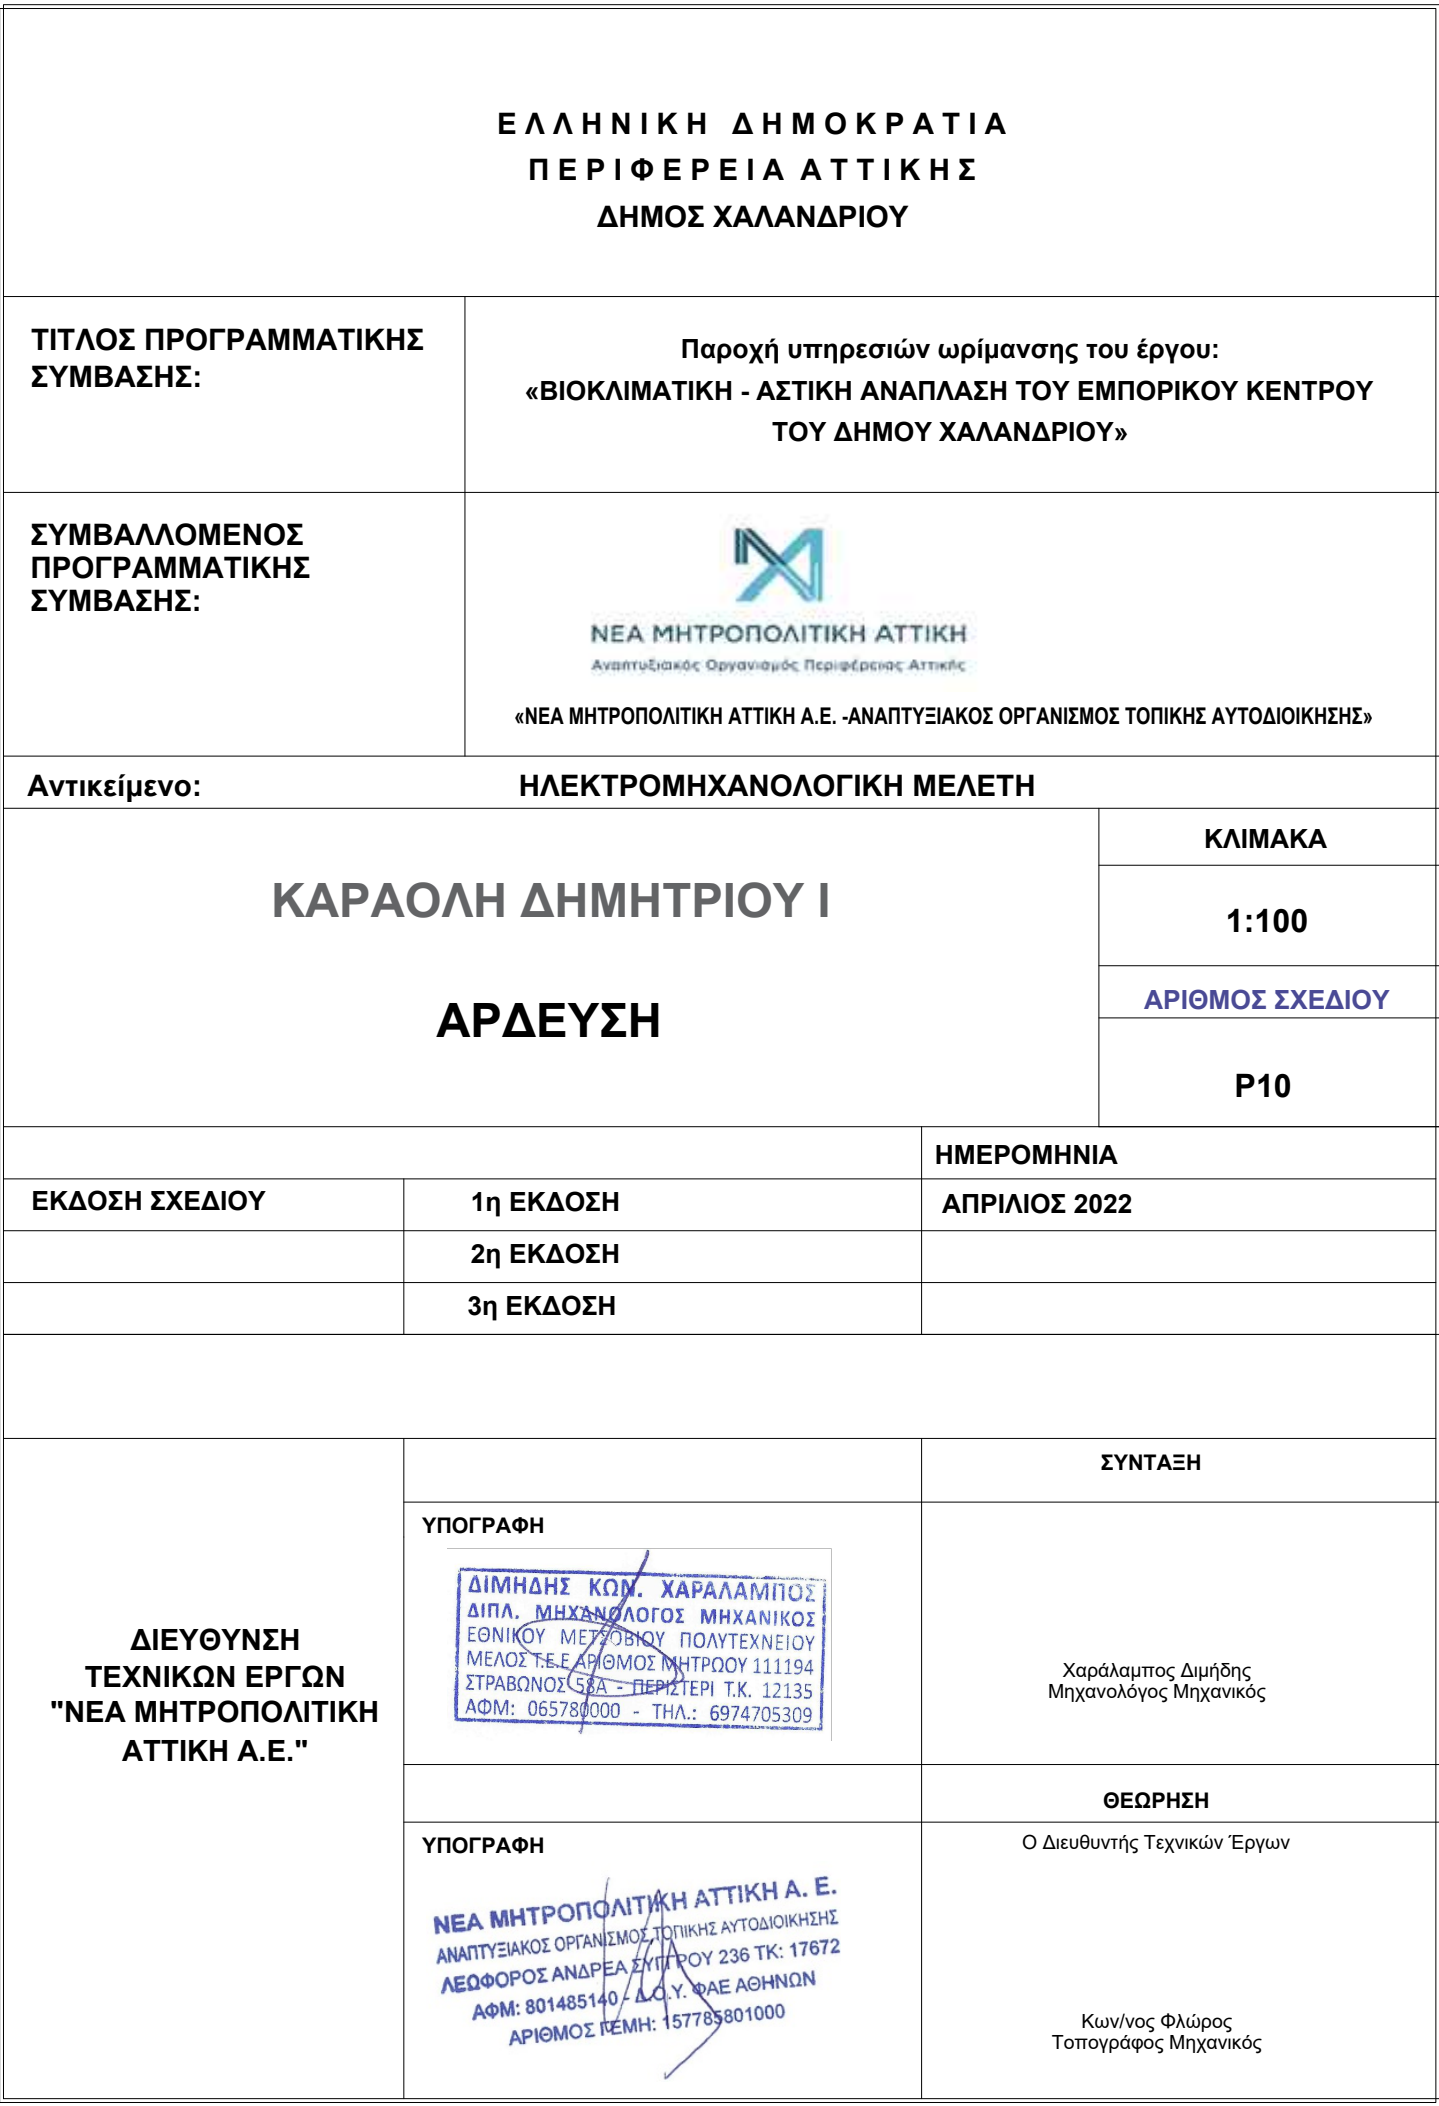 Ε Λ Λ Η Ν Ι Κ Η Δ Η Μ Ο Κ Ρ Α Τ Ι Α
Π Ε Ρ Ι Φ Ε Ρ Ε Ι Α Α Τ Τ Ι Κ Η Σ
ΔΗΜΟΣ ΧΑΛΑΝΔΡΙΟΥ
ΤΙΤΛΟΣ ΠΡΟΓΡΑΜΜΑΤΙΚΗΣ
ΣΥΜΒΑΣΗΣ:
Παροχή υπηρεσιών ωρίμανσης του έργου:
«ΒΙΟΚΛΙΜΑΤΙΚΗ - ΑΣΤΙΚΗ ΑΝΑΠΛΑΣΗ ΤΟΥ ΕΜΠΟΡΙΚΟΥ ΚΕΝΤΡΟΥ
ΤΟΥ ΔΗΜΟΥ ΧΑΛΑΝΔΡΙΟΥ»
ΣΥΜΒΑΛΛΟΜΕΝΟΣ
ΠΡΟΓΡΑΜΜΑΤΙΚΗΣ
ΣΥΜΒΑΣΗΣ:
ΝΕΑ ΜΗΤΡΟΠΟΛΙΤΙΚΗ ΑΤΤΙΚΗ
Αναπτυξιακός Οργανισμός Περιφέρειας Αττικής
«ΝΕΑ ΜΗΤΡΟΠΟΛΙΤΙΚΗ ΑΤΤΙΚΗ Α.Ε. -ΑΝΑΠΤΥΞΙΑΚΟΣ ΟΡΓΑΝΙΣΜΟΣ ΤΟΠΙΚΗΣ ΑΥΤΟΔΙΟΙΚΗΣΗΣ»
Αντικείμενο: ΗΛΕΚΤΡΟΜΗΧΑΝΟΛΟΓΙΚΗ ΜΕΛΕΤΗ
ΚΑΡΑΟΛΗ ΔΗΜΗΤΡΙΟΥ Ι
ΑΡΔΕΥΣΗ
ΚΛΙΜΑΚΑ
1:100
ΑΡΙΘΜΟΣ ΣΧΕΔΙΟΥ
P10
ΗΜΕΡΟΜΗΝΙΑ
ΕΚΔΟΣΗ ΣΧΕΔΙΟΥ 1η ΕΚΔΟΣΗ ΑΠΡΙΛΙΟΣ 2022
2η ΕΚΔΟΣΗ
3η ΕΚΔΟΣΗ
ΔΙΕΥΘΥΝΣΗ
ΤΕΧΝΙΚΩΝ ΕΡΓΩΝ
"ΝΕΑ ΜΗΤΡΟΠΟΛΙΤΙΚΗ
ΑΤΤΙΚΗ Α.Ε."
ΣΥΝΤΑΞΗ
ΥΠΟΓΡΑΦΗ
ΔΙΜΗΔΗΣ ΚΩΝ. ΧΑΡΑΛΑΜΠΟΣ
ΔΙΠΛ. ΜΗΧΑΝΟΛΟΓΟΣ ΜΗΧΑΝΙΚΟΣ
ΕΘΝΙΚΟΥ ΜΕΤΣΟΒΙΟΥ ΠΟΛΥΤΕΧΝΕΙΟΥ
ΜΕΛΟΣ Τ.Ε.Ε ΑΡΙΘΜΟΣ ΜΗΤΡΩΟΥ 111194
ΣΤΡΑΒΩΝΟΣ 58Α - ΠΕΡΙΣΤΕΡΙ Τ.Κ. 12135
ΑΦΜ: 065780000 - ΤΗΛ.: 6974705309
Χαράλαμπος Διμήδης
Μηχανολόγος Μηχανικός
ΘΕΩΡΗΣΗ
ΥΠΟΓΡΑΦΗ
Ο Διευθυντής Τεχνικών Έργων
ΝΕΑ ΜΗΤΡΟΠΟΛΙΤΙΚΗ ΑΤΤΙΚΗ Α. Ε.
ΑΝΑΠΤΥΞΙΑΚΟΣ ΟΡΓΑΝΙΣΜΟΣ ΤΟΠΙΚΗΣ ΑΥΤΟΔΙΟΙΚΗΣΗΣ
ΛΕΩΦΟΡΟΣ ΑΝΔΡΕΑ ΣΥΓΓΡΟΥ 236 ΤΚ: 17672
ΑΦΜ: 801485140 - Δ.Ο.Υ. ΦΑΕ ΑΘΗΝΩΝ
ΑΡΙΘΜΟΣ ΓΕΜΗ: 157785801000
Κων/νος Φλώρος
Τοπογράφος Μηχανικός